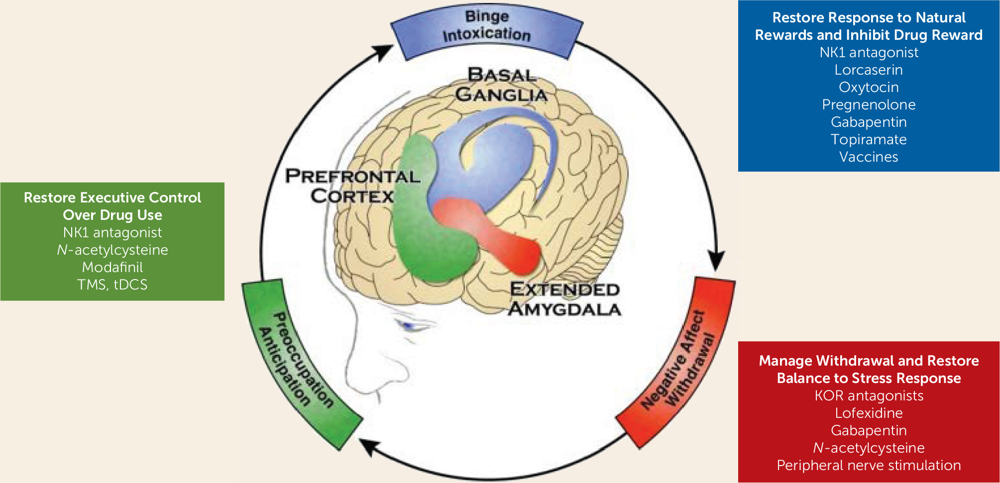 Binge
Intoxication
BASAL
GANGLIA
PREFRONTAL
CORTEX
EXTENDED
AMYGDALA
Negative Affect
Withdrawal
Preoccupation
Anticipation
Restore Response to Natural
Rewards and Inhibit Drug Reward
NK1 antagonist
Lorcaserin
Oxytocin
Pregnenolone
Gabapentin
Topiramate
Vaccines
Restore Executive Control
Over Drug Use
NK1 antagonist
N-acetylcysteine
Modafinil
TMS, tDCS
Manage Withdrawal and Restore
Balance to Stress Response
KOR antagonists
Lofexidine
Gabapentin
N-acetylcysteine
Peripheral nerve stimulation